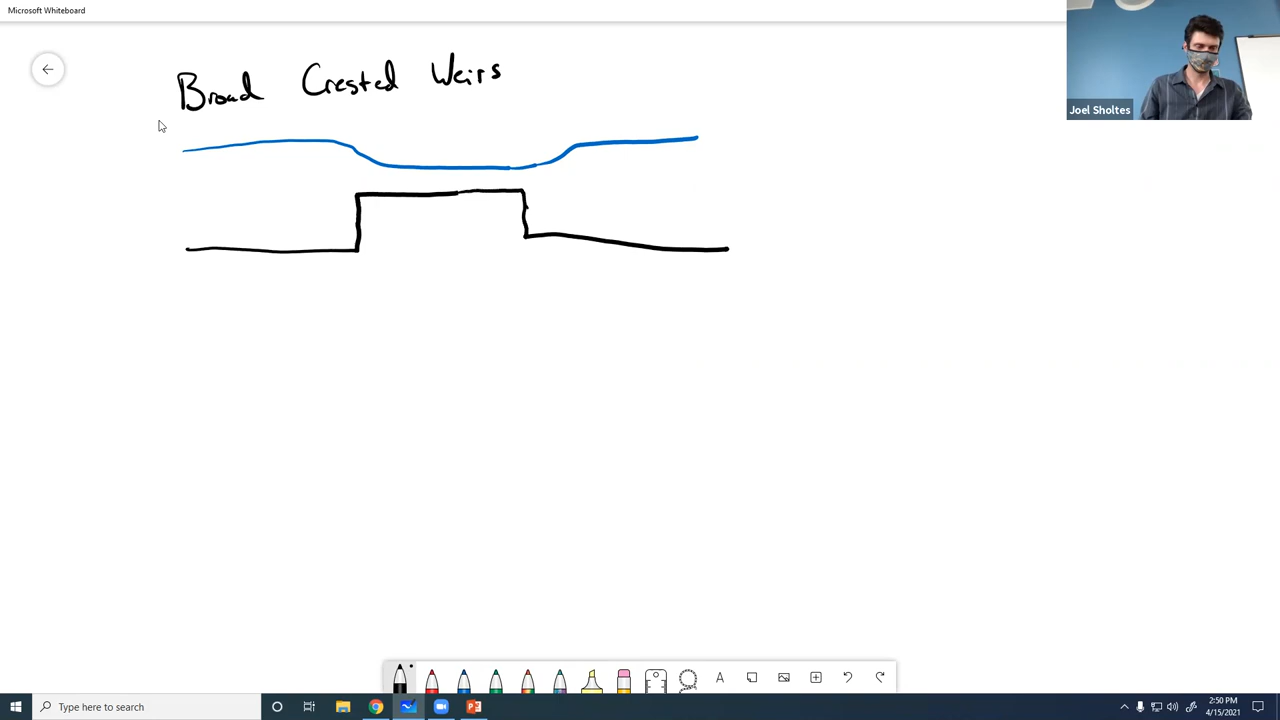 Microsoft Whiteboard
Broad Crested Weirs
Joel Sholtes
A
Type here to search
2:50 PM
4/15/2021